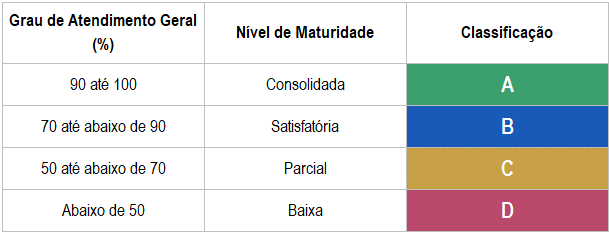 Grau de Atendimento Geral (%) Nível de Maturidade Classificação
90 até 100 Consolidada A
70 até abaixo de 90 Satisfatória B
50 até abaixo de 70 Parcial C
Abaixo de 50 Baixa D